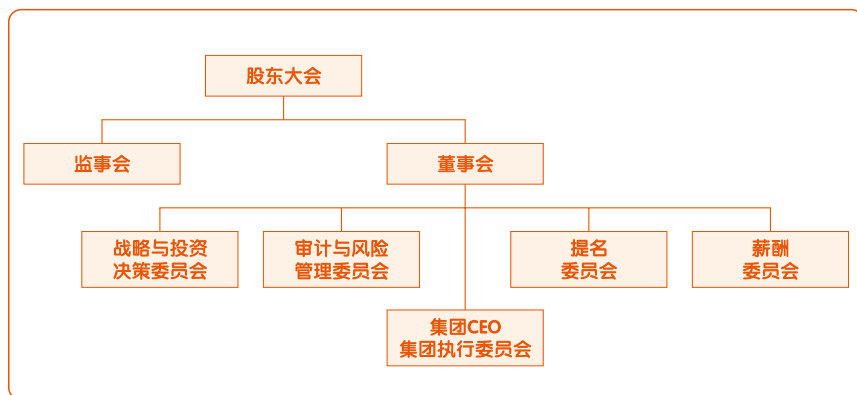 股东大会
监事会
董事会
战略与投资
决策委员会
审计与风险
管理委员会
提名
委员会
薪酬
委员会
集团CEO
集团执行委员会